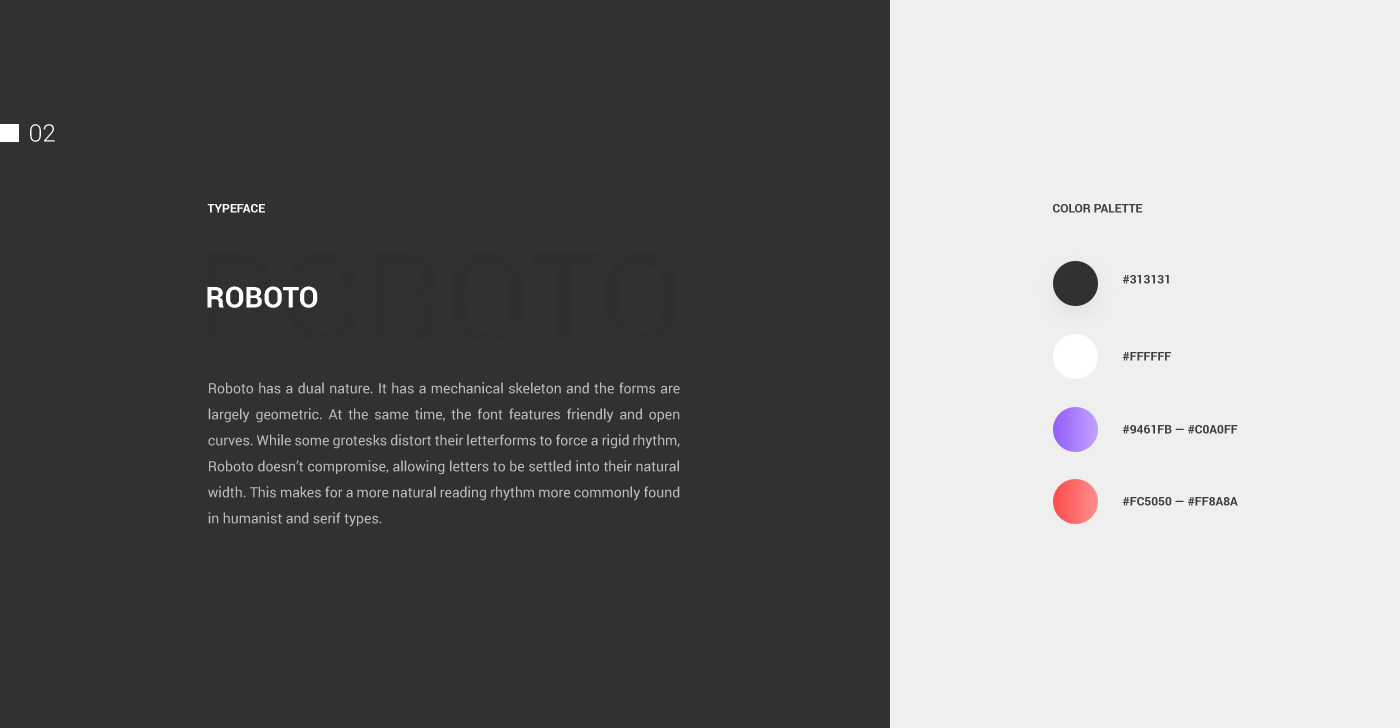 02
TYPEFACE
ROBOTO
ROBOTO
Roboto has a dual nature. It has a mechanical skeleton and the forms are
largely geometric. At the same time, the font features friendly and open
curves. While some grotesks distort their letterforms to force a rigid rhythm,
Roboto doesn’t compromise, allowing letters to be settled into their natural
width. This makes for a more natural reading rhythm more commonly found
in humanist and serif types.
COLOR PALETTE
#313131
#FFFFFF
#9461FB — #C0A0FF
#FC5050 — #FF8A8A